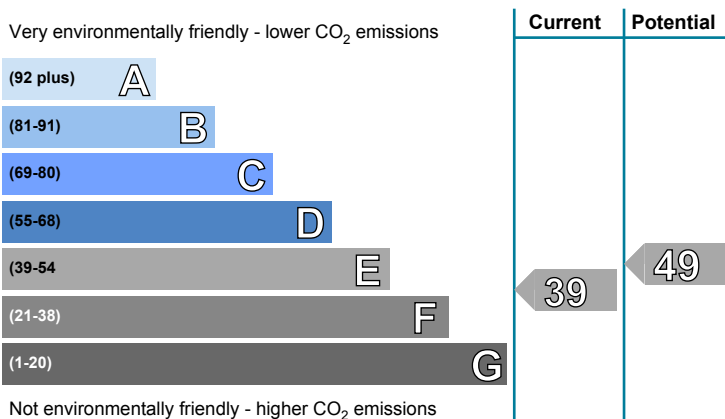 Very environmentally friendly - lower CO2 emissions
Current
Potential
(92 plus) A
(81-91) B
(69-80) C
(55-68) D
(39-54 E
(21-38) F
(1-20) G
39
49
Not environmentally friendly - higher CO2 emissions